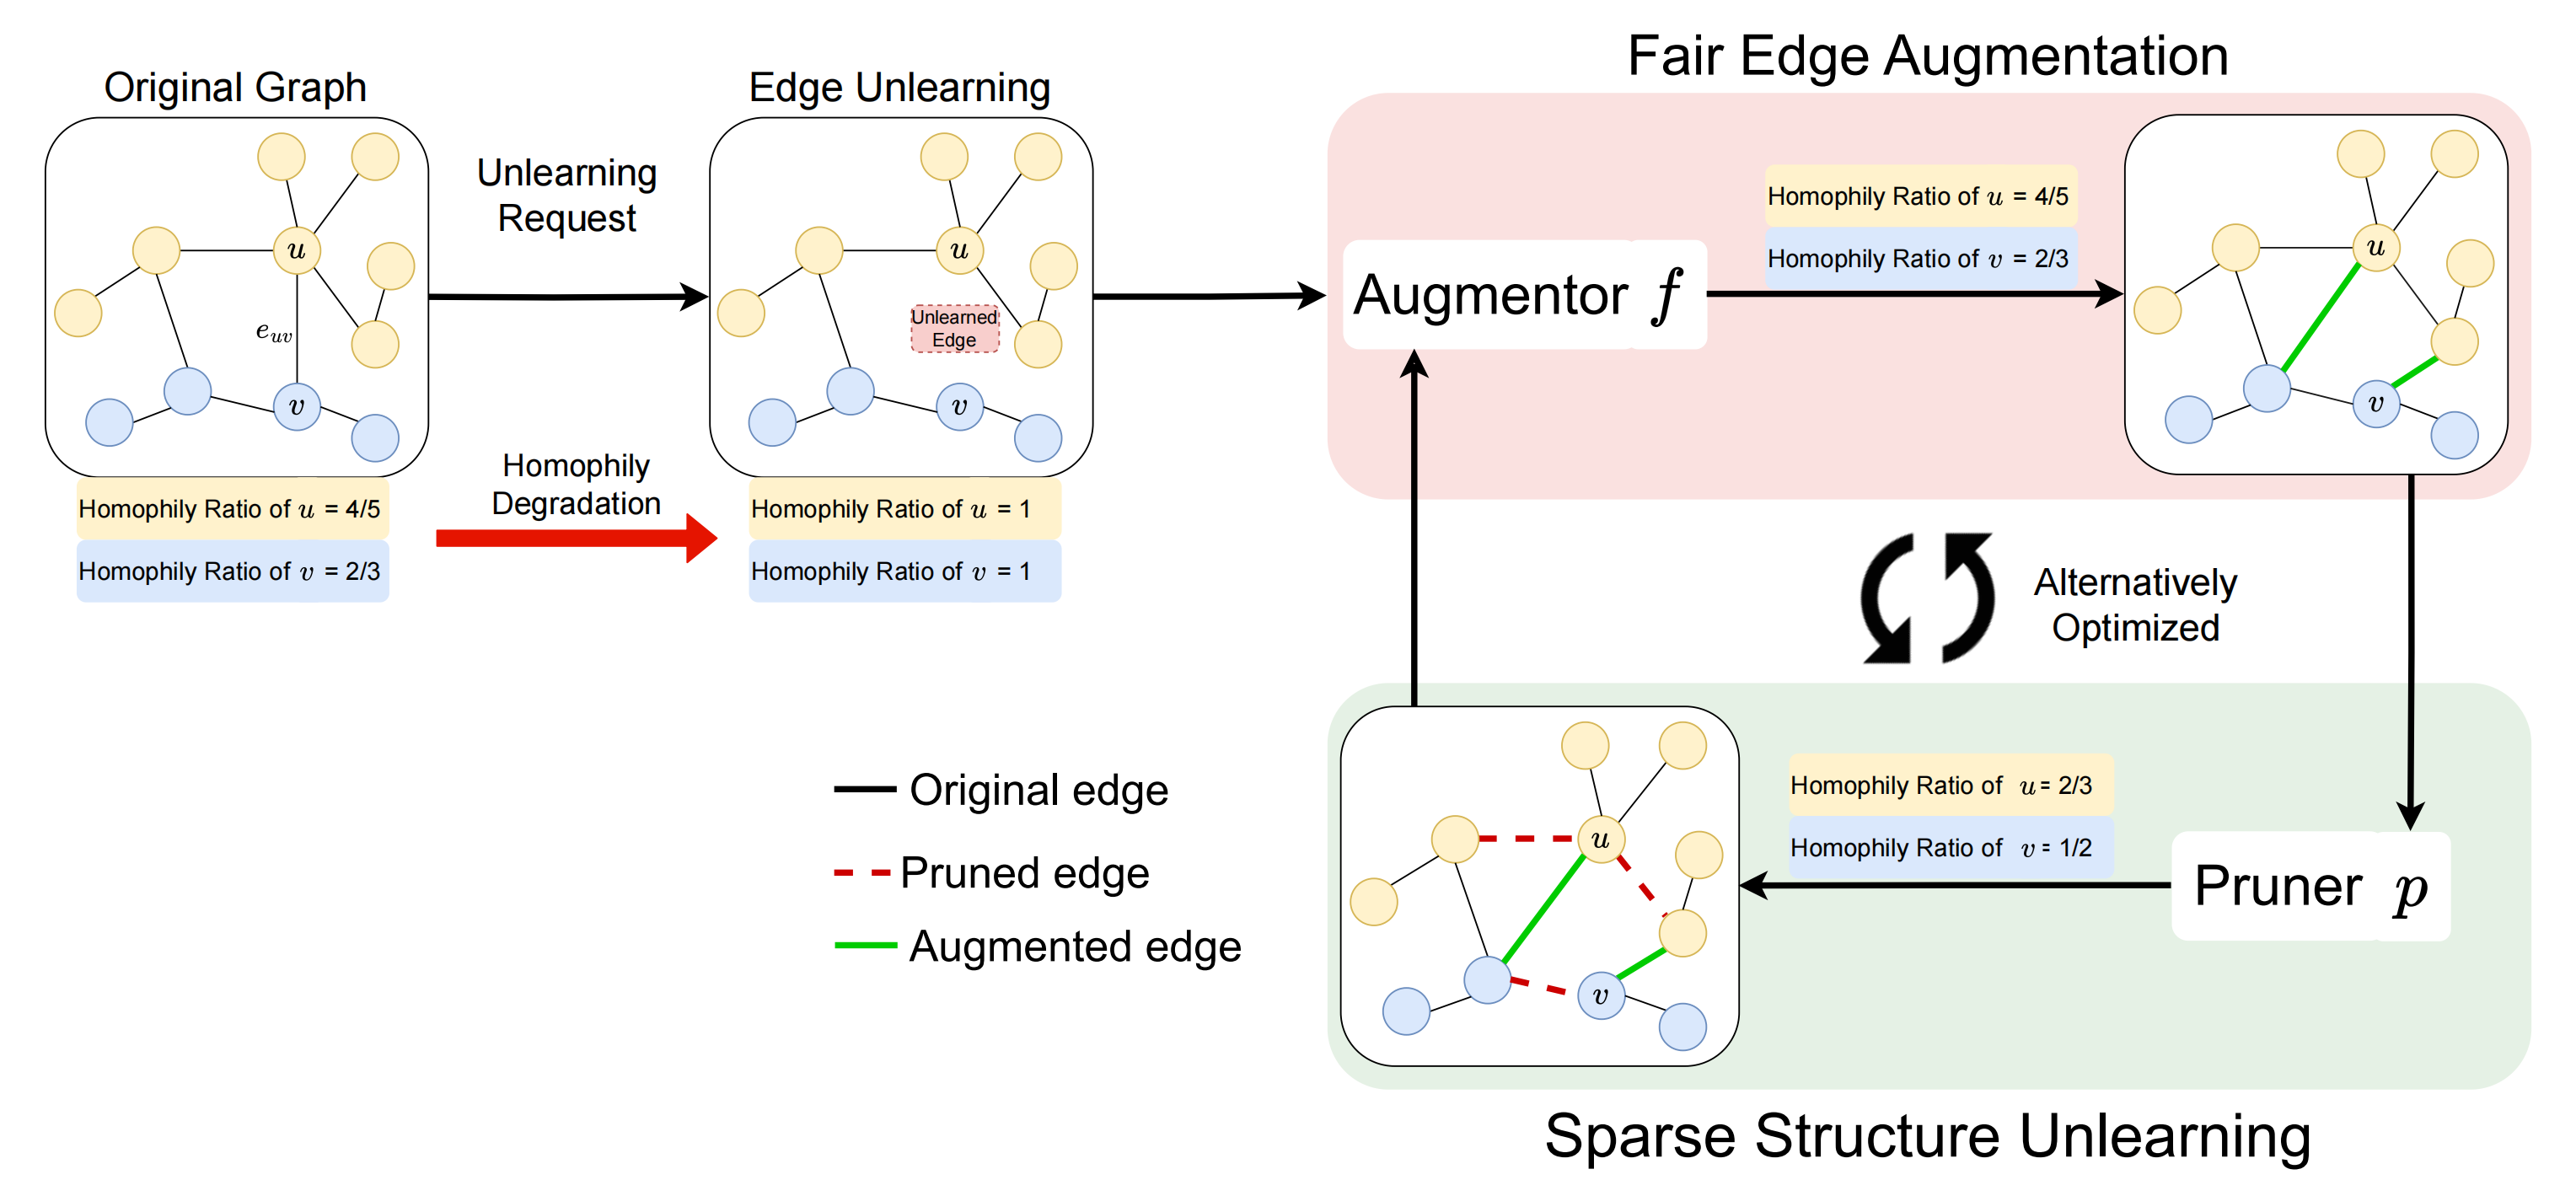 Original Graph
u
e_{uv}
v
Homophily Ratio of u = 4/5
Homophily Ratio of v = 2/3
Unlearning
Request
Homophily
Degradation
Edge Unlearning
u
Unlearned
Edge
v
Homophily Ratio of u = 1
Homophily Ratio of v = 1
Fair Edge Augmentation
Augmentor f
Homophily Ratio of u = 4/5
Homophily Ratio of v = 2/3
u
v
Alternatively
Optimized
Original edge
Pruned edge
Augmented edge
u
v
Homophily Ratio of u = 2/3
Homophily Ratio of v = 1/2
Pruner p
Sparse Structure Unlearning